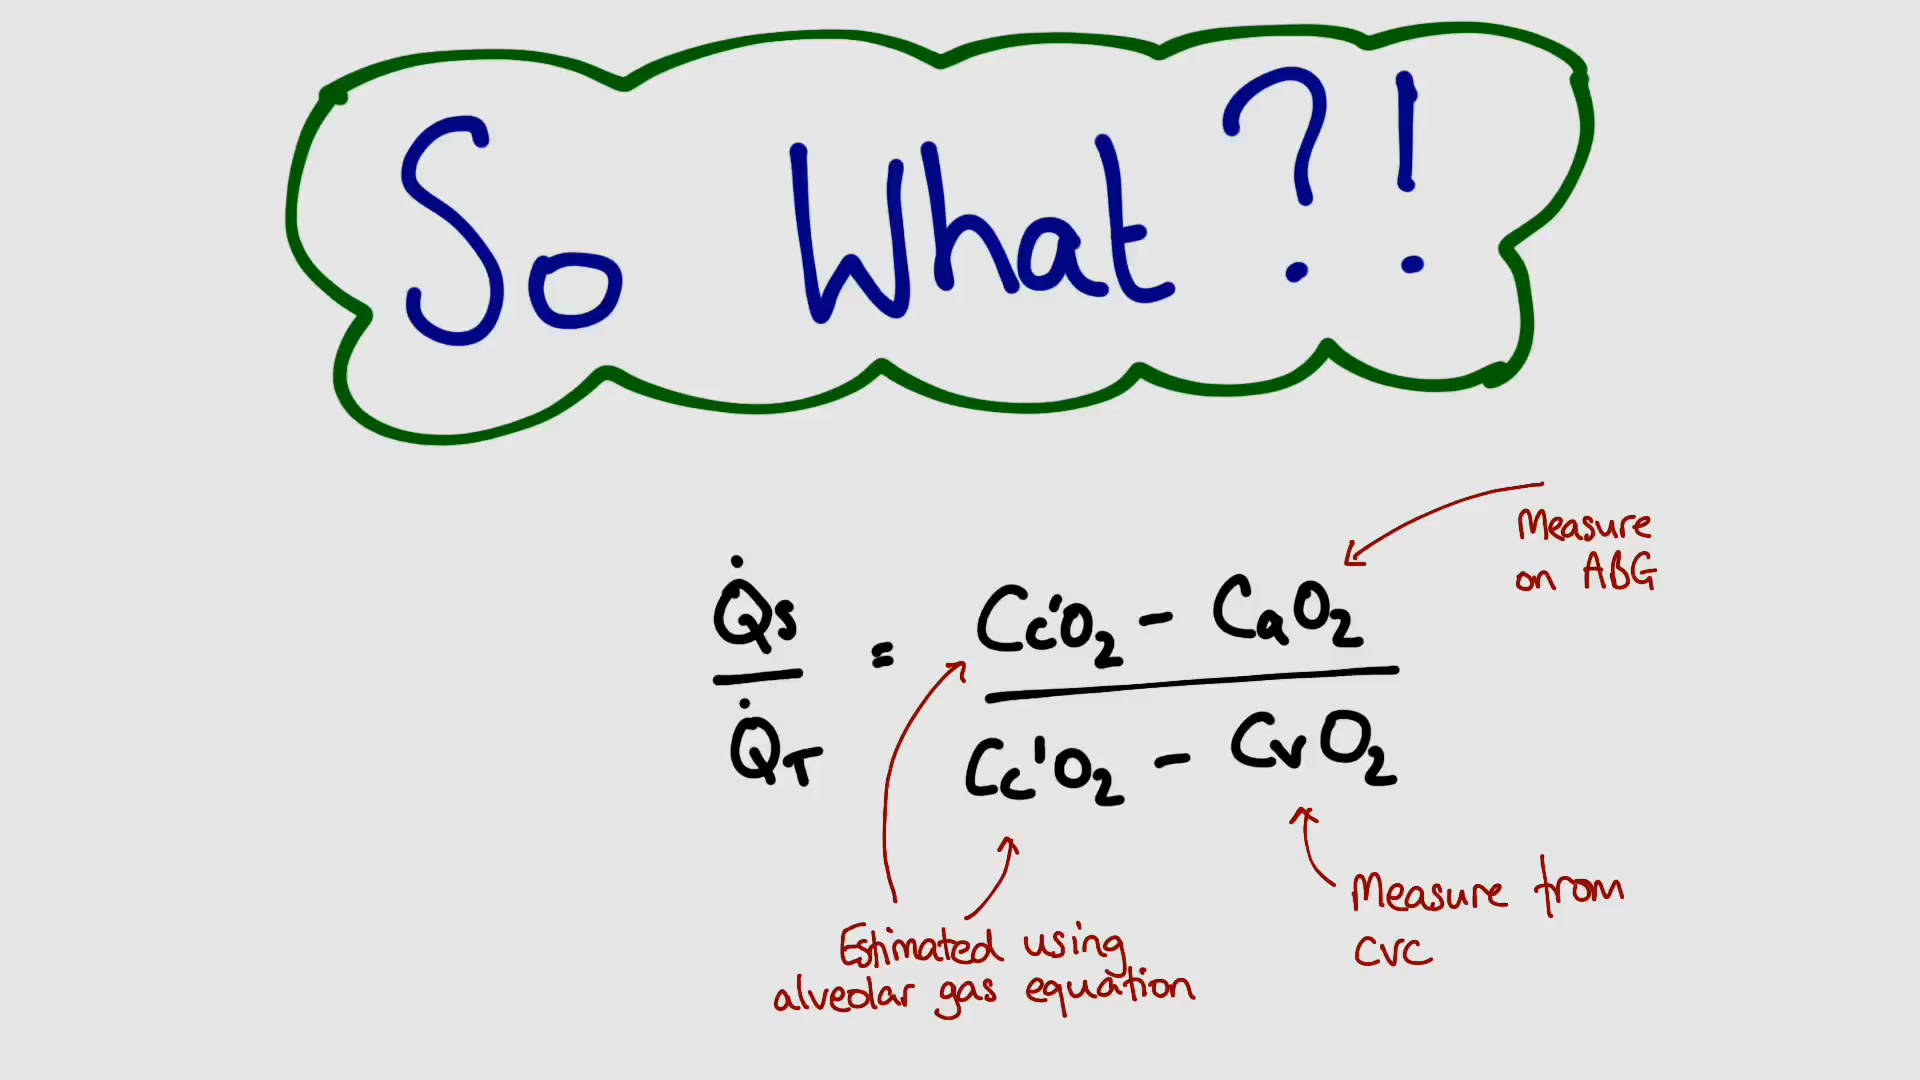 So What?!
Measure
on ABG
Q̇s = Cc'O₂ - CaO₂
Q̇T Cc'O₂ - CvO₂
Measure from
CVC
Estimated using
alveolar gas equation